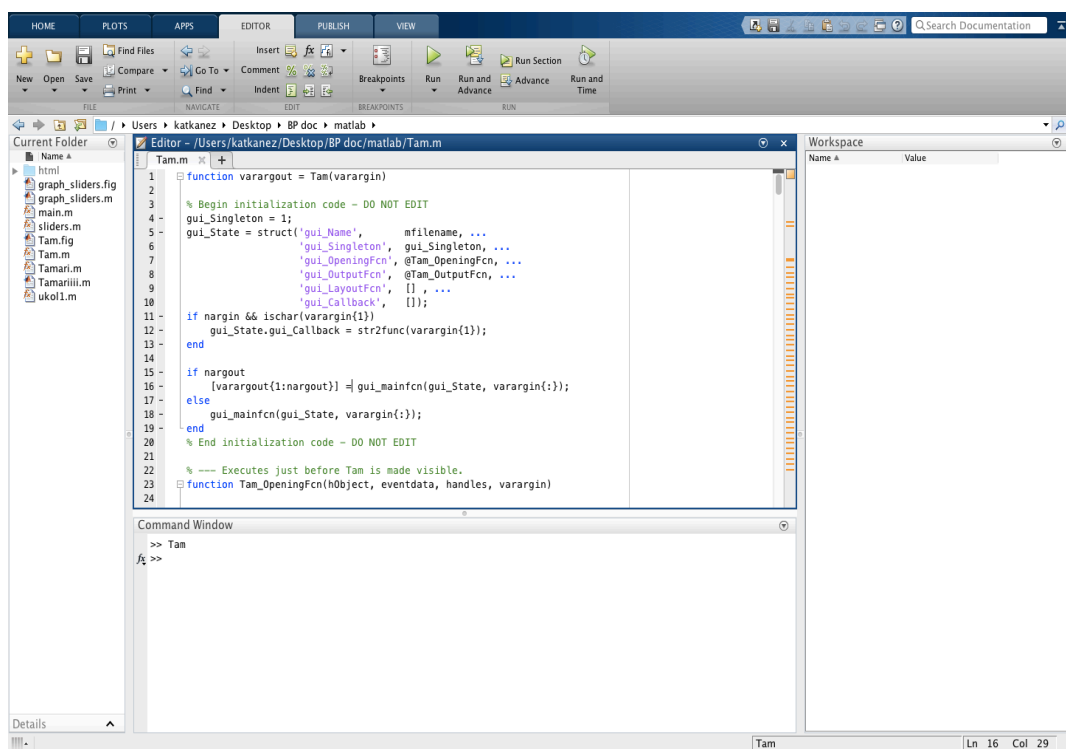 HOME PLOTS APPS EDITOR PUBLISH VIEW Search Documentation
New Open Save Find Files Compare Print Go To Find Insert fx Comment Indent Breakpoints Run Run and Advance Run Section Advance Run and Time
FILE NAVIGATE EDIT BREAKPOINTS RUN
/ Users katkanez Desktop BP doc matlab
Current Folder
Name
html
graph_sliders.fig
graph_sliders.m
main.m
sliders.m
Tam.fig
Tam.m
Tamari.m
Tamariiii.m
ukol1.m
Details
Editor - /Users/katkanez/Desktop/BP doc/matlab/Tam.m
Tam.m
1 function varargout = Tam(varargin)
2
3 % Begin initialization code - DO NOT EDIT
4 - gui_Singleton = 1;
5 - gui_State = struct('gui_Name', mfilename, ...
6 'gui_Singleton', gui_Singleton, ...
7 'gui_OpeningFcn', @Tam_OpeningFcn, ...
8 'gui_OutputFcn', @Tam_OutputFcn, ...
9 'gui_LayoutFcn', [] , ...
10 'gui_Callback', []);
11 - if nargin && ischar(varargin{1})
12 - gui_State.gui_Callback = str2func(varargin{1});
13 - end
14
15 - if nargout
16 - [varargout{1:nargout}] = gui_mainfcn(gui_State, varargin{:});
17 - else
18 - gui_mainfcn(gui_State, varargin{:});
19 - end
20 % End initialization code - DO NOT EDIT
21
22 % --- Executes just before Tam is made visible.
23 function Tam_OpeningFcn(hObject, eventdata, handles, varargin)
24
Command Window
>> Tam
fx >>
Workspace
Name Value
Tam Ln 16 Col 29